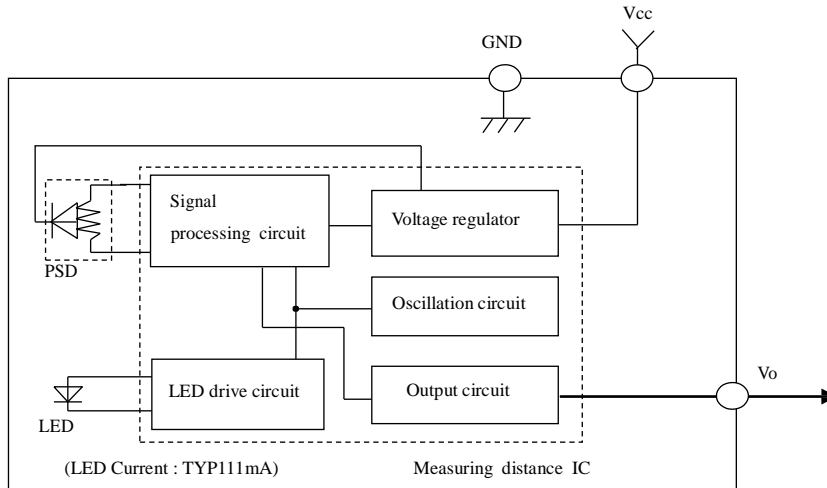 Vcc
GND
Signal
processing circuit
Voltage regulator
PSD
Oscillation circuit
LED drive circuit
Output circuit
Vo
LED
(LED Current : TYP111mA)
Measuring distance IC